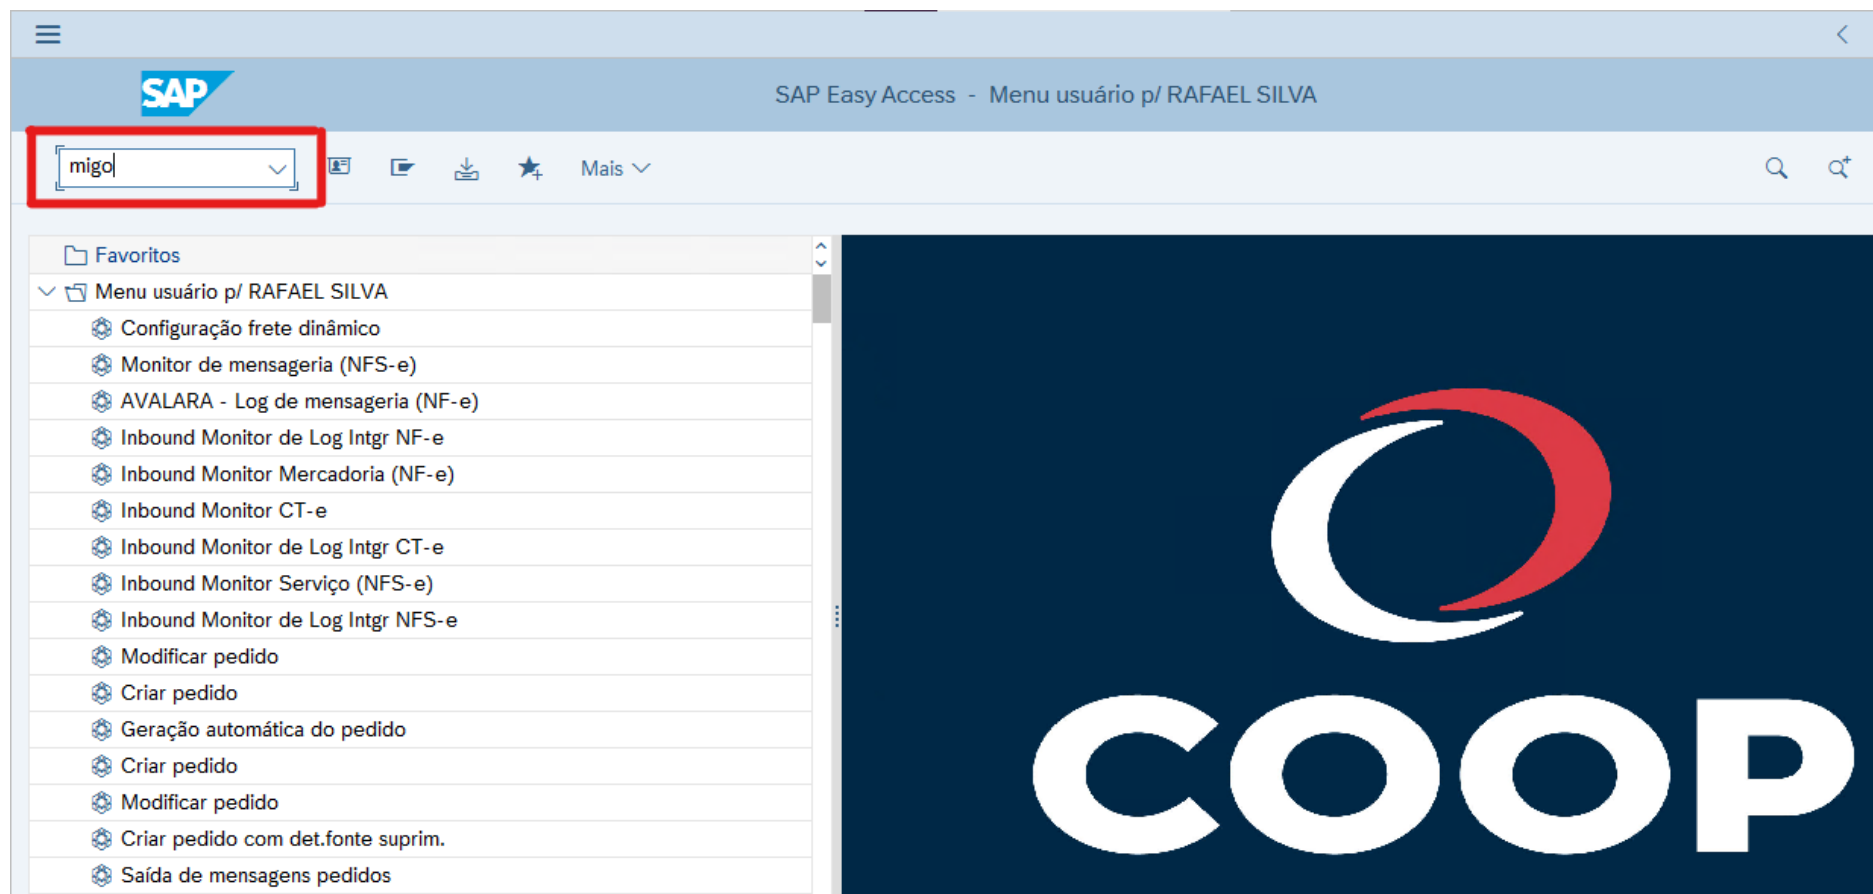 SAP
SAP Easy Access - Menu usuário p/ RAFAEL SILVA
migo
Mais
Favoritos
Menu usuário p/ RAFAEL SILVA
Configuração frete dinâmico
Monitor de mensageria (NFS-e)
AVALARA - Log de mensageria (NF-e)
Inbound Monitor de Log Intgr NF-e
Inbound Monitor Mercadoria (NF-e)
Inbound Monitor CT-e
Inbound Monitor de Log Intgr CT-e
Inbound Monitor Serviço (NFS-e)
Inbound Monitor de Log Intgr NFS-e
Modificar pedido
Criar pedido
Geração automática do pedido
Criar pedido
Modificar pedido
Criar pedido com det.fonte suprim.
Saída de mensagens pedidos
COOP